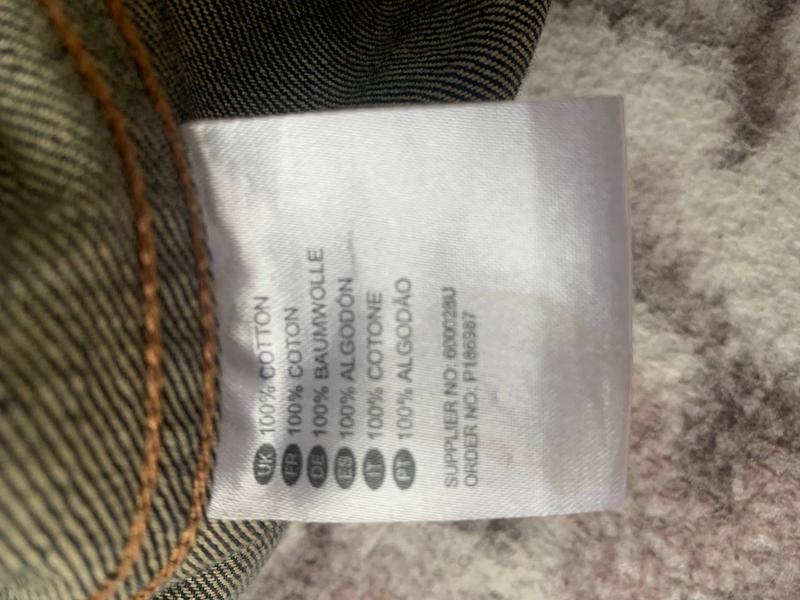 UK 100% COTTON
FR 100% COTON
DE 100% BAUMWOLLE
ES 100% ALGODÓN
IT 100% COTONE
PT 100% ALGODÃO
SUPPLIER NO: 600028U
ORDER NO: P186987